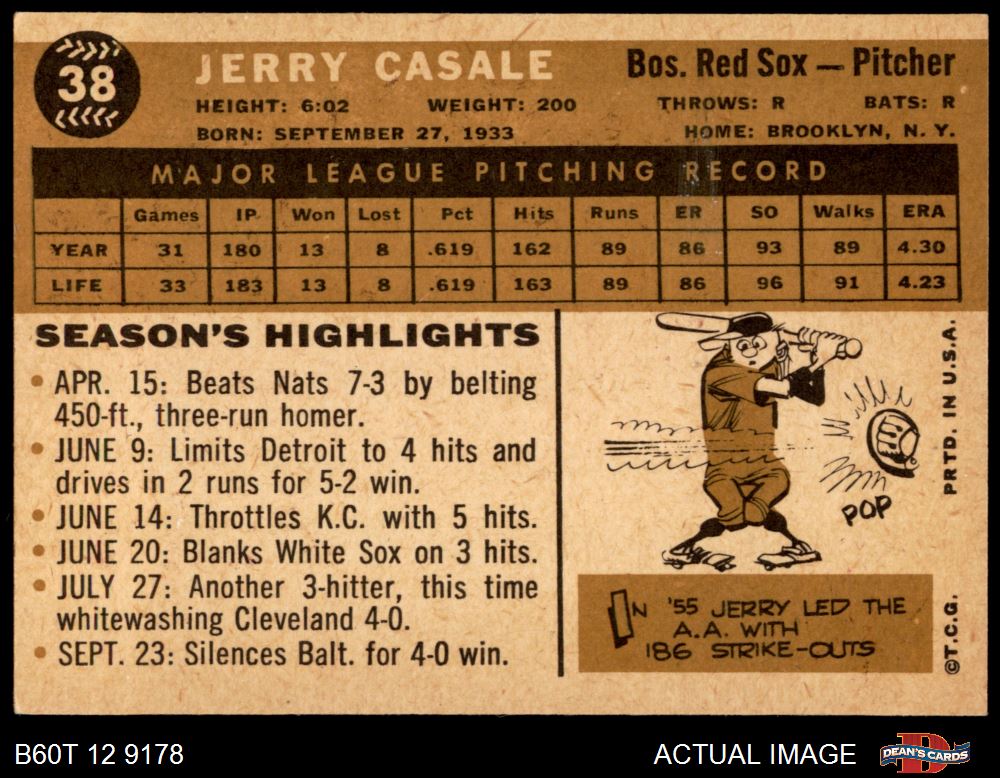 38
JERRY CASALE
Bos. Red Sox — Pitcher
HEIGHT: 6:02 WEIGHT: 200 THROWS: R BATS: R
BORN: SEPTEMBER 27, 1933 HOME: BROOKLYN, N. Y.
MAJOR LEAGUE PITCHING RECORD
Games IP Won Lost Pct Hits Runs ER SO Walks ERA
YEAR 31 180 13 8 .619 162 89 86 93 89 4.30
LIFE 33 183 13 8 .619 163 89 86 96 91 4.23
SEASON'S HIGHLIGHTS
• APR. 15: Beats Nats 7-3 by belting
450-ft., three-run homer.
• JUNE 9: Limits Detroit to 4 hits and
drives in 2 runs for 5-2 win.
• JUNE 14: Throttles K.C. with 5 hits.
• JUNE 20: Blanks White Sox on 3 hits.
• JULY 27: Another 3-hitter, this time
whitewashing Cleveland 4-0.
• SEPT. 23: Silences Balt. for 4-0 win.
POP
IN '55 JERRY LED THE
A.A. WITH
186 STRIKE-OUTS
PRTD. IN U.S.A.
©T.C.G.
B60T 12 9178
ACTUAL IMAGE
DEAN'S CARDS